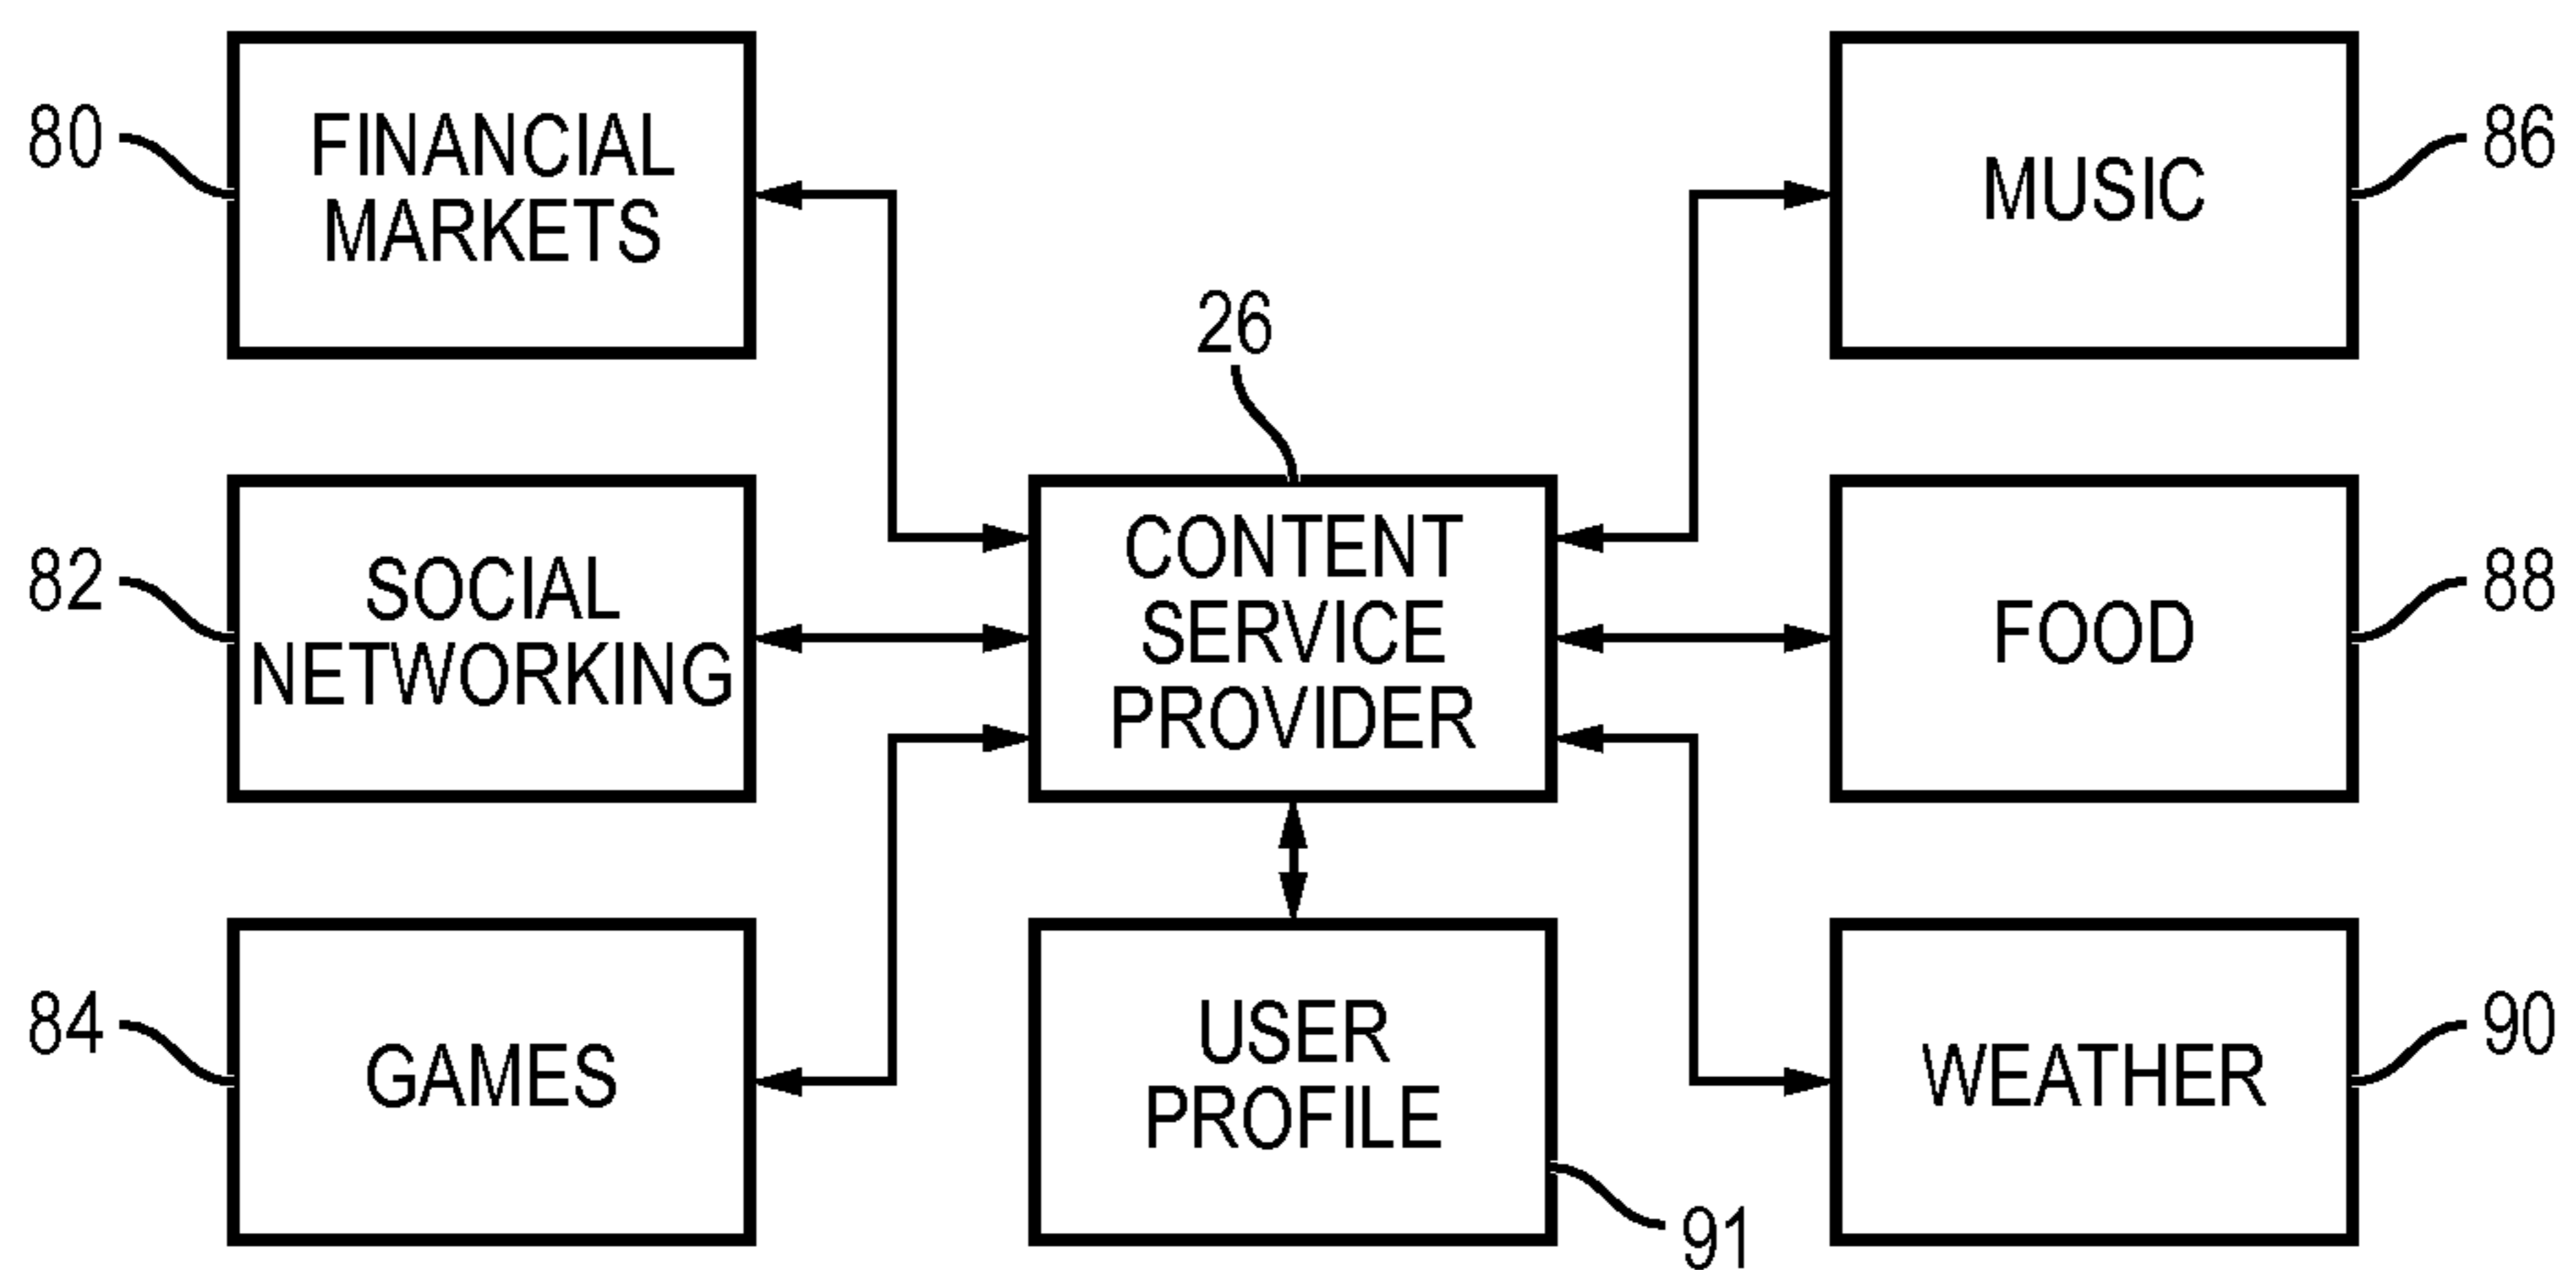 80
FINANCIAL
MARKETS
MUSIC
86
26
82
SOCIAL
NETWORKING
CONTENT
SERVICE
PROVIDER
FOOD
88
84
GAMES
USER
PROFILE
91
WEATHER
90